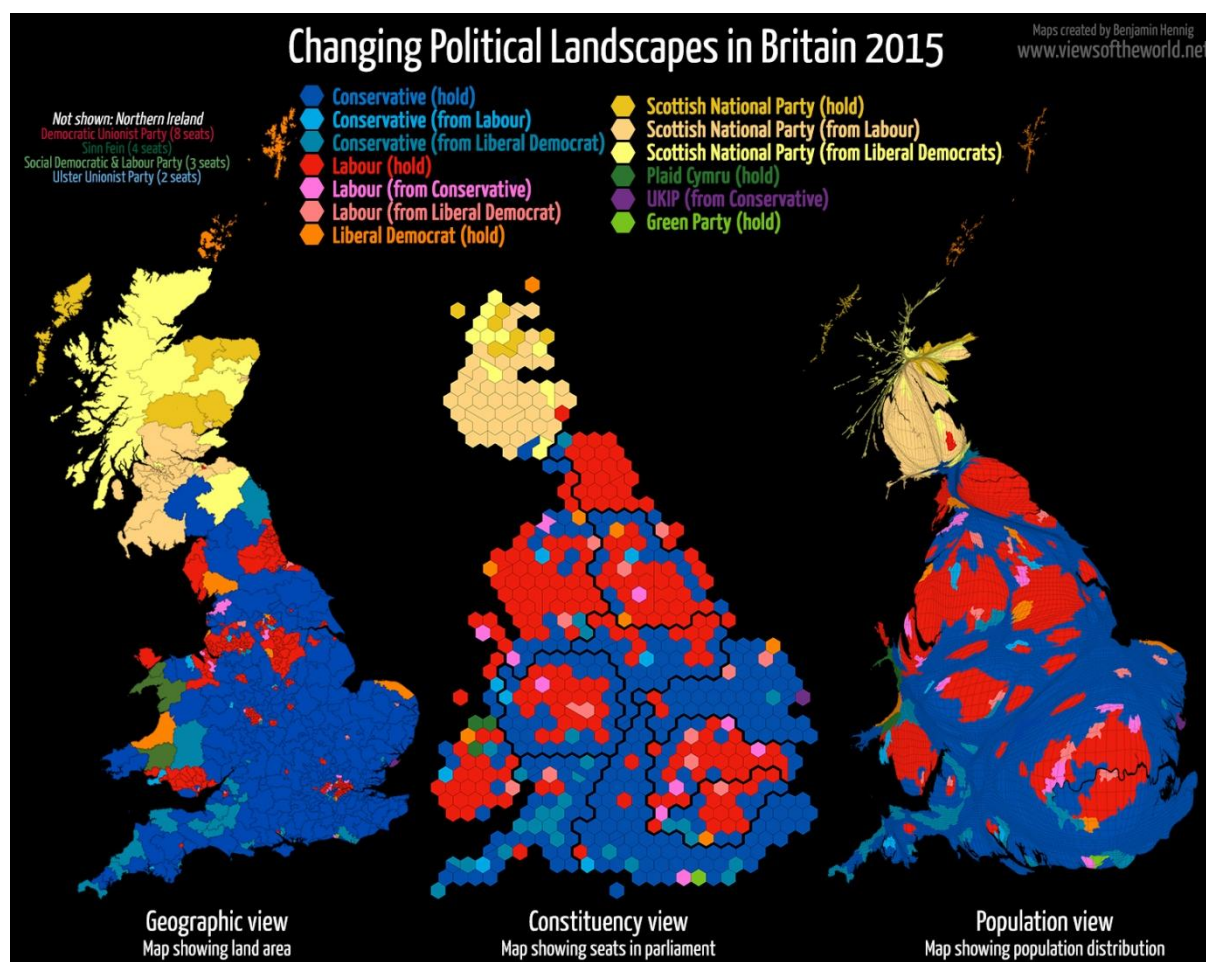 Changing Political Landscapes in Britain 2015
Maps created by Benjamin Hennig
www.viewsoftheworld.net
Not shown: Northern Ireland
Democratic Unionist Party (8 seats)
Sinn Fein (4 seats)
Social Democratic & Labour Party (3 seats)
Ulster Unionist Party (2 seats)
Conservative (hold)
Conservative (from Labour)
Conservative (from Liberal Democrat)
Labour (hold)
Labour (from Conservative)
Labour (from Liberal Democrat)
Liberal Democrat (hold)
Scottish National Party (hold)
Scottish National Party (from Labour)
Scottish National Party (from Liberal Democrats)
Plaid Cymru (hold)
UKIP (from Conservative)
Green Party (hold)
Geographic view
Map showing land area
Constituency view
Map showing seats in parliament
Population view
Map showing population distribution